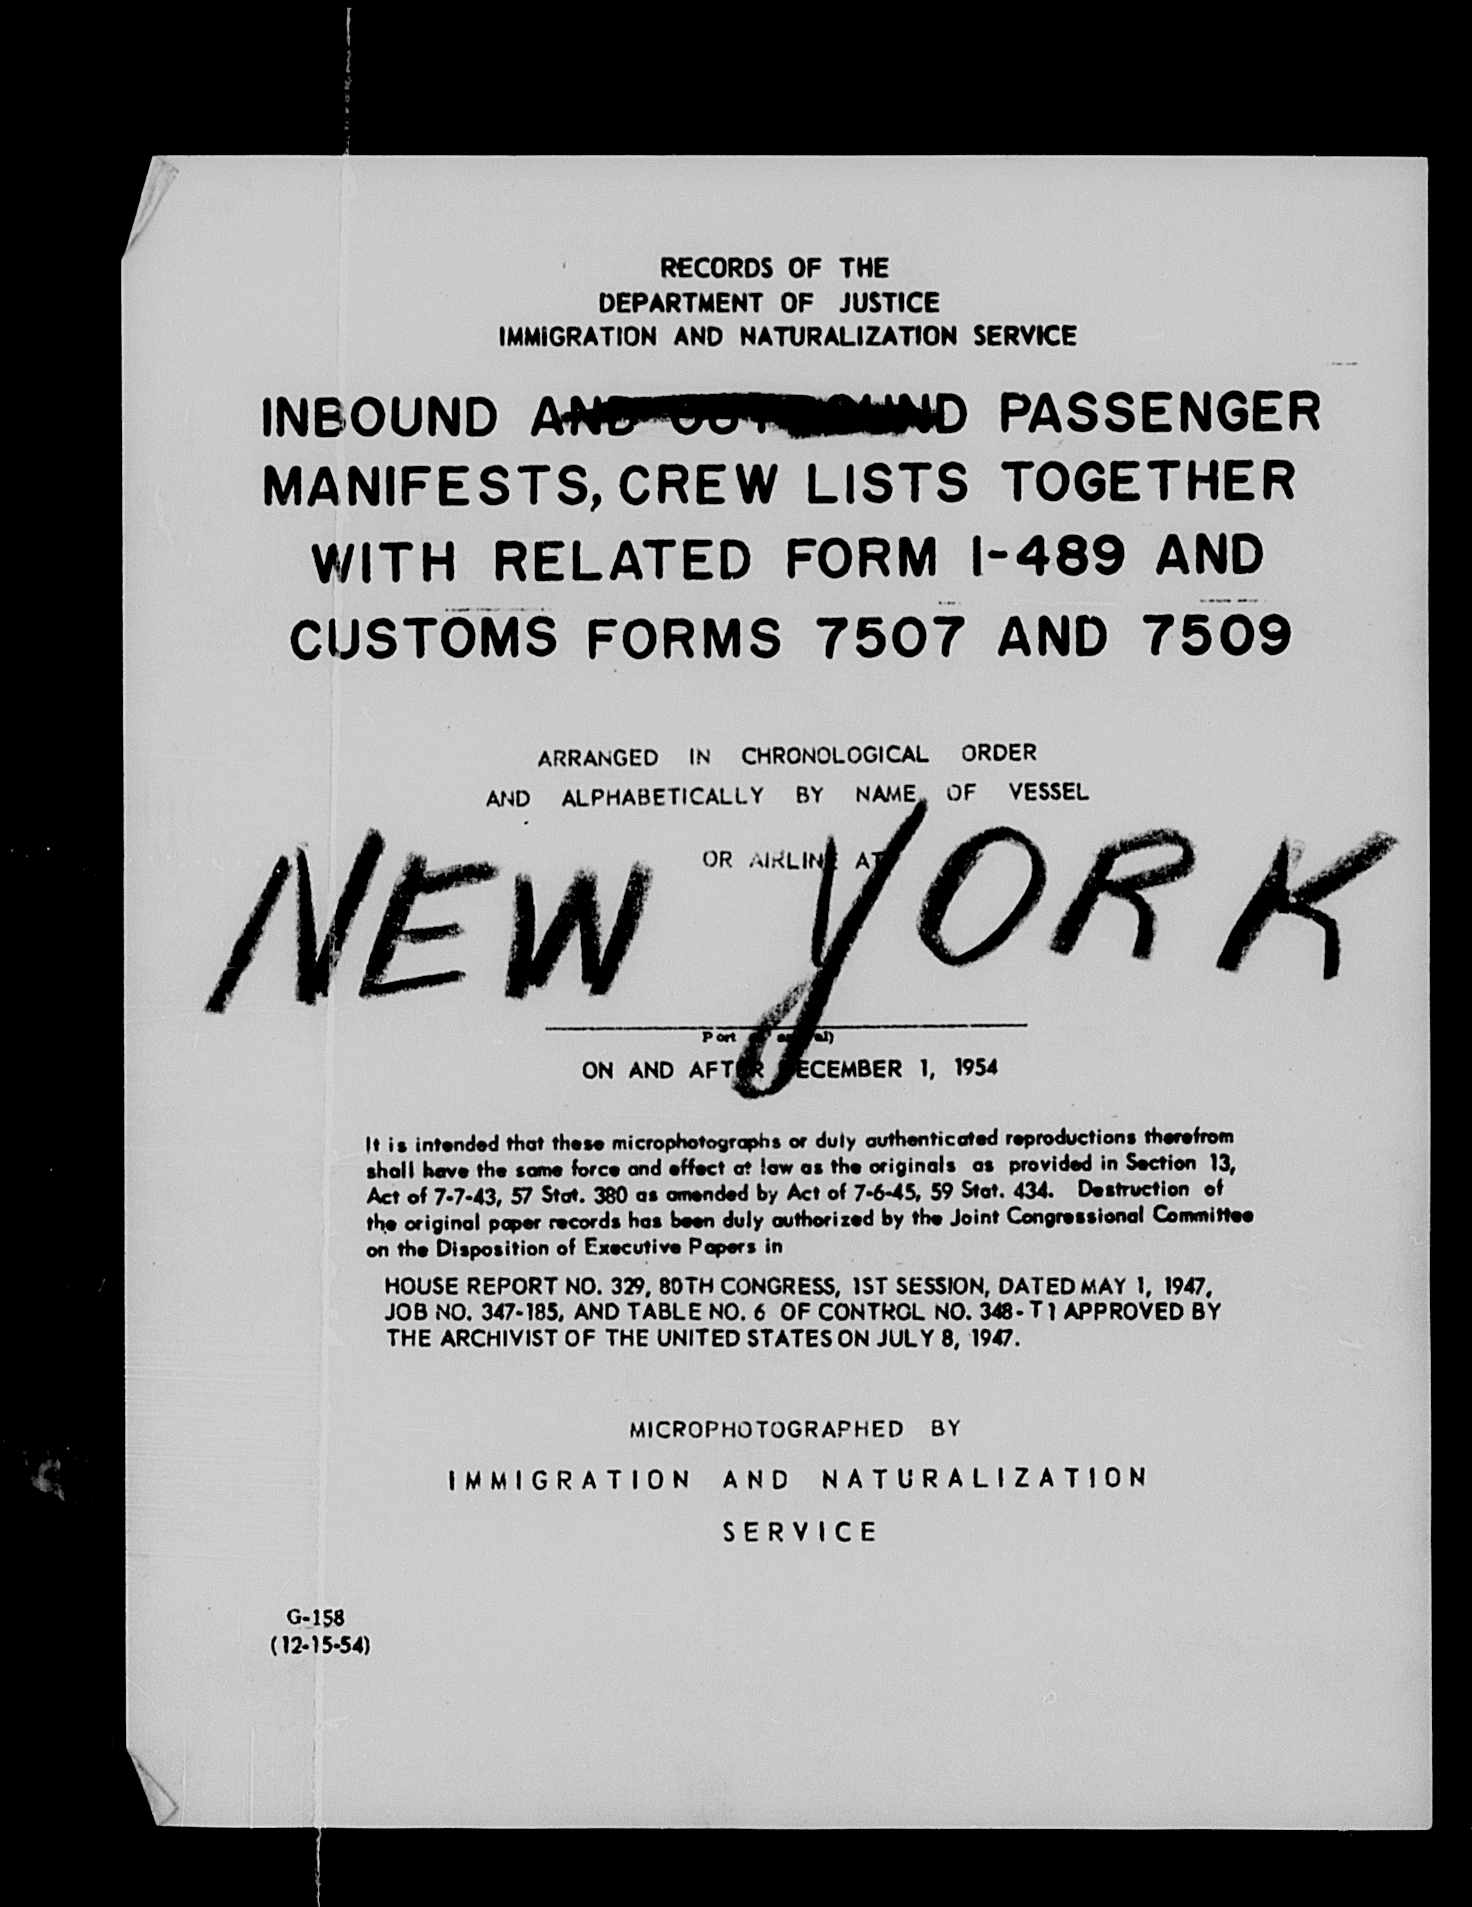 RECORDS OF THE
DEPARTMENT OF JUSTICE
IMMIGRATION AND NATURALIZATION SERVICE
INBOUND AND OUTBOUND PASSENGER
MANIFESTS, CREW LISTS TOGETHER
WITH RELATED FORM I-489 AND
CUSTOMS FORMS 7507 AND 7509
ARRANGED IN CHRONOLOGICAL ORDER
AND ALPHABETICALLY BY NAME OF VESSEL
OR AIRLINE AT
NEW YORK
Port
ON AND AFTER DECEMBER 1, 1954
It is intended that these microphotographs or duly authenticated reproductions therefrom
shall have the same force and effect at law as the originals as provided in Section 13,
Act of 7-7-43, 57 Stat. 380 as amended by Act of 7-6-45, 59 Stat. 434. Destruction of
the original paper records has been duly authorized by the Joint Congressional Committee
on the Disposition of Executive Papers in
HOUSE REPORT NO. 329, 80TH CONGRESS, 1ST SESSION, DATED MAY 1, 1947,
JOB NO. 347-185, AND TABLE NO. 6 OF CONTROL NO. 348-T1 APPROVED BY
THE ARCHIVIST OF THE UNITED STATES ON JULY 8, 1947.
MICROPHOTOGRAPHED BY
IMMIGRATION AND NATURALIZATION
SERVICE
G-158
(12-15-54)